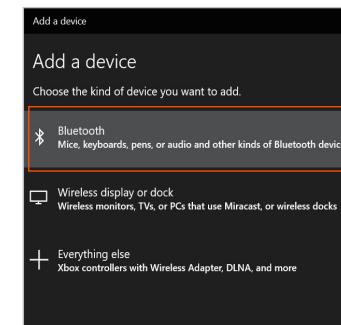 Add a device
Add a device
Choose the kind of device you want to add.
Bluetooth
Mice, keyboards, pens, or audio and other kinds of Bluetooth devic
Wireless display or dock
Wireless monitors, TVs, or PCs that use Miracast, or wireless docks
Everything else
Xbox controllers with Wireless Adapter, DLNA, and more